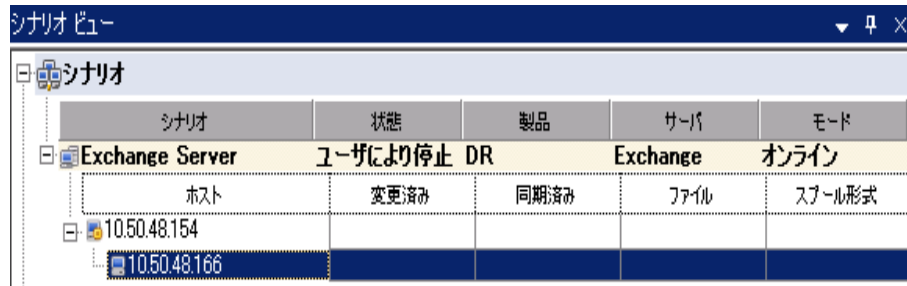 シナリオ ビュー
シナリオ
シナリオ 状態 製品 サーバ モード
Exchange Server ユーザにより停止 DR Exchange オンライン
ホスト 変更済み 同期済み ファイル スプール形式
10.50.48.154
10.50.48.166